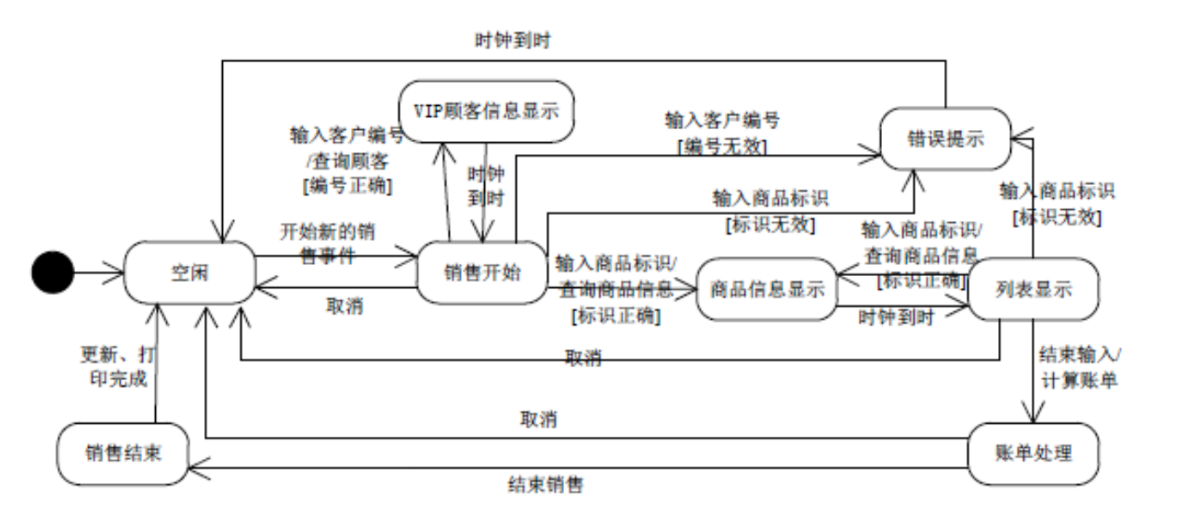 时钟到时
VIP顾客信息显示
输入客户编号
/查询顾客
[编号正确]
时钟
到时
输入客户编号
[编号无效]
错误提示
输入商品标识
[标识无效]
输入商品标识
[标识无效]
开始新的销
售事件
空闲
取消
销售开始
输入商品标识/
查询商品信息
[标识正确]
商品信息显示
输入商品标识/
查询商品信息
[标识正确]
时钟到时
列表显示
更新、打
印完成
取消
结束输入/
计算账单
取消
销售结束
账单处理
结束销售